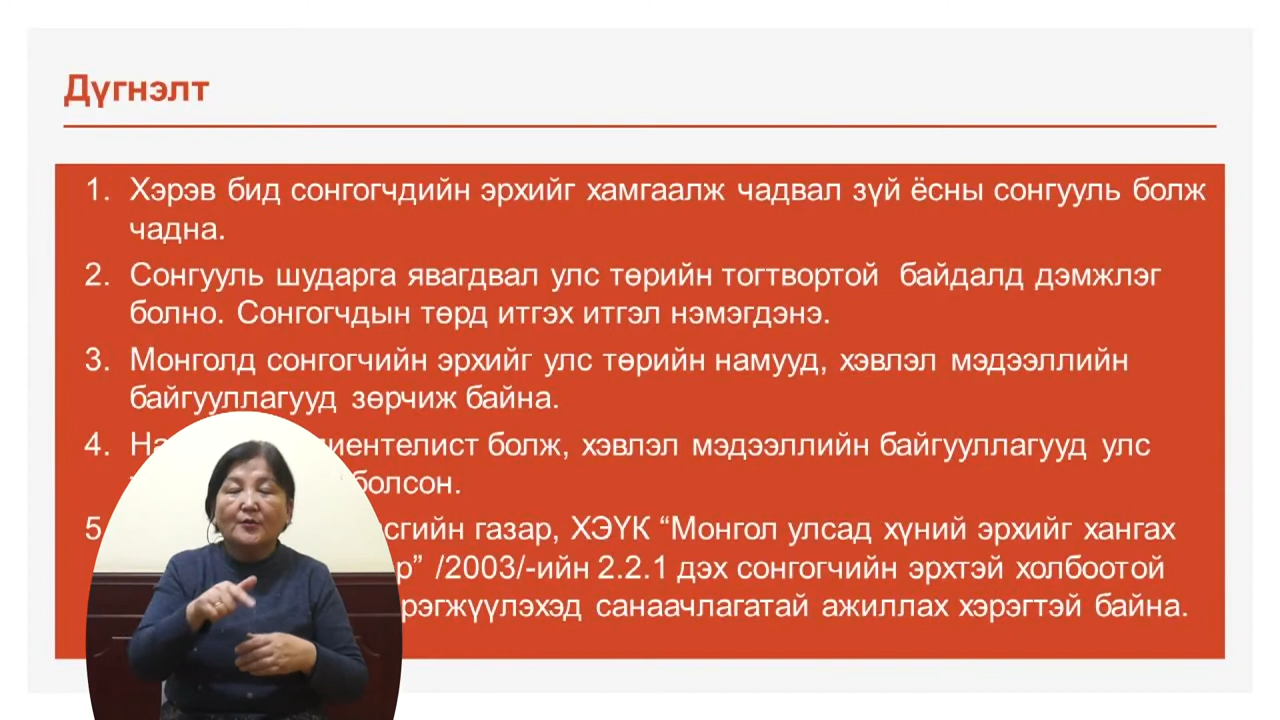 Дүгнэлт
1. Хэрэв бид сонгогчдийн эрхийг хамгаалж чадвал зүй ёсны сонгууль болж
чадна.
2. Сонгууль шударга явагдвал улс төрийн тогтвортой байдалд дэмжлэг
болно. Сонгогчдын төрд итгэх итгэл нэмэгдэнэ.
3. Монголд сонгогчийн эрхийг улс төрийн намууд, хэвлэл мэдээллийн
байгууллагууд зөрчиж байна.
4. болж, хэвлэл мэдээллийн байгууллагууд улс
болсон.
5 газар, ХЭҮК “Монгол улсад хүний эрхийг хангах
/2003/-ийн 2.2.1 дэх сонгогчийн эрхтэй холбоотой
санаачлагатай ажиллах хэрэгтэй байна.